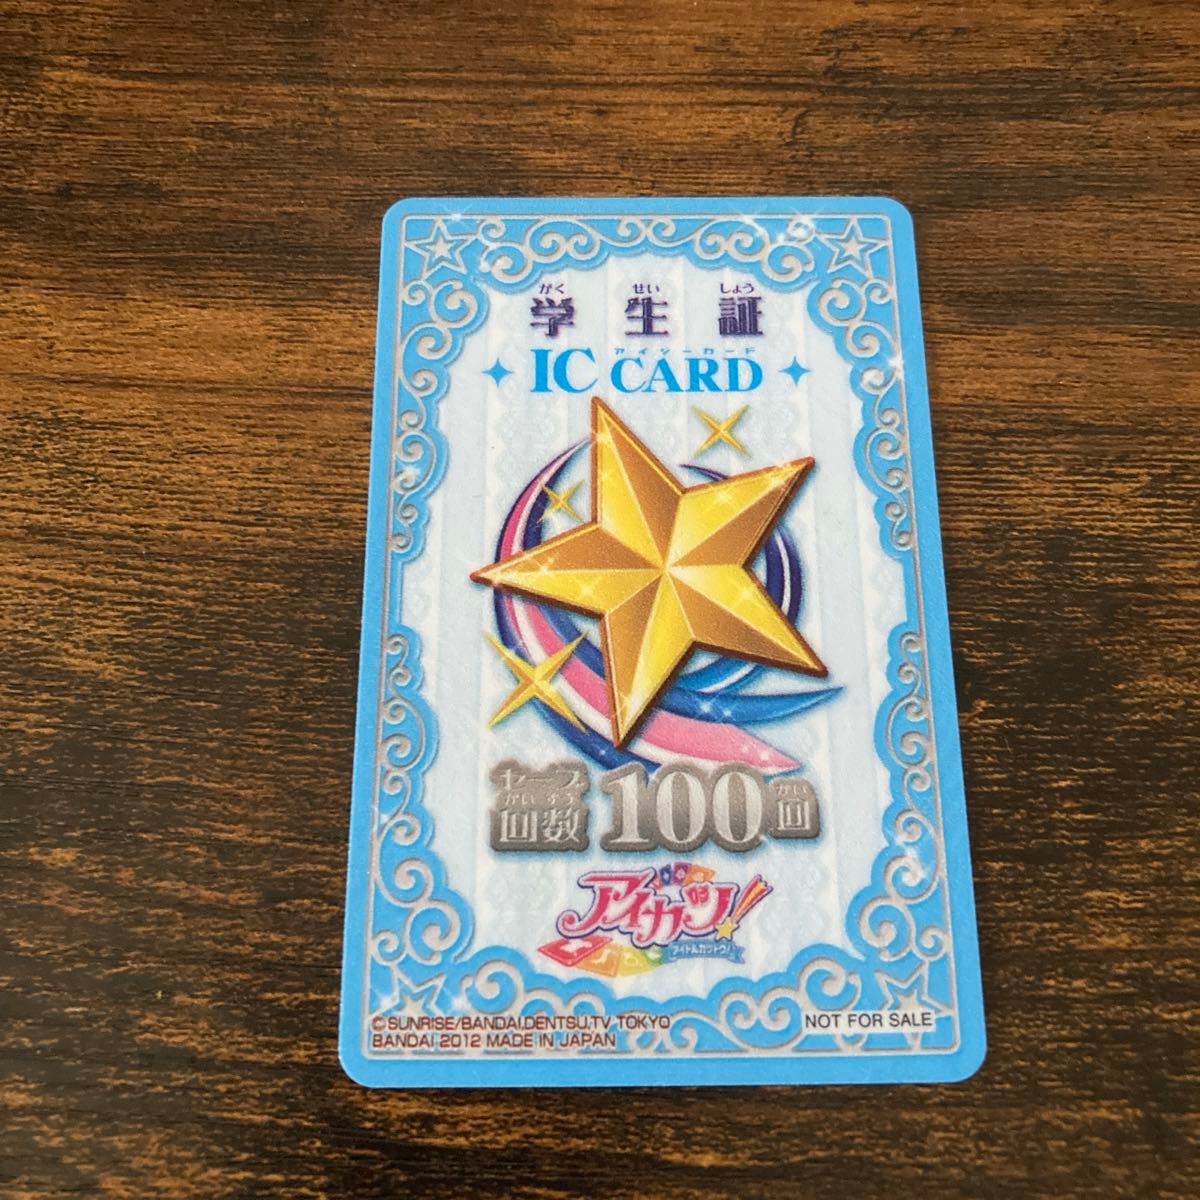 がく せい しょう
学生証
アイシーカード
IC CARD
セーブ
かいすう かい
回数 100回
アイカツ!
アイドルカツドウ!
©SUNRISE/BANDAI,DENTSU,TV TOKYO
BANDAI 2012 MADE IN JAPAN
NOT FOR SALE